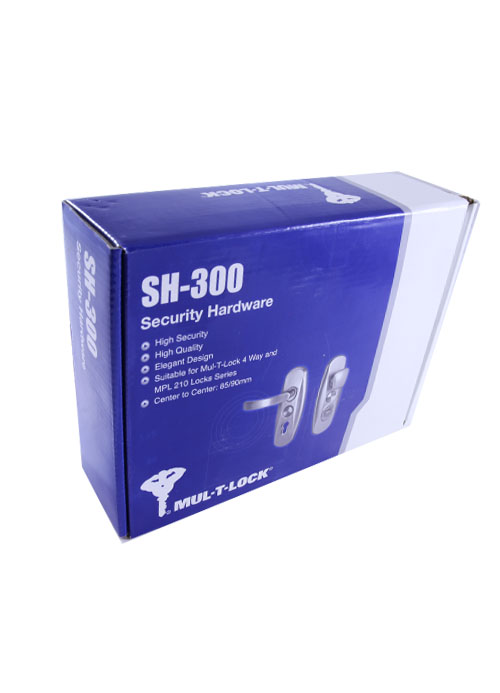 MUL-T-LOCK
SH-300
Security Hardware
SH-300
Security Hardware
High Security
High Quality
Elegant Design
Suitable for Mul-T-Lock 4 Way and
MPL 210 Locks Series
Center to Center: 85/90mm
® MUL-T-LOCK®